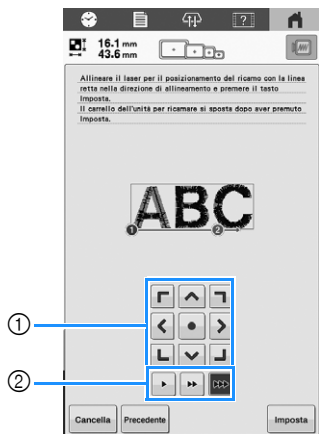 16.1 mm
43.6 mm
Allineare il laser per il posizionamento del ricamo con la linea
retta nella direzione di allineamento e premere il tasto
Imposta.
Il carrello dell'unità per ricamare si sposta dopo aver premuto
Imposta.
ABC
1 2
1
2
Cancella Precedente Imposta